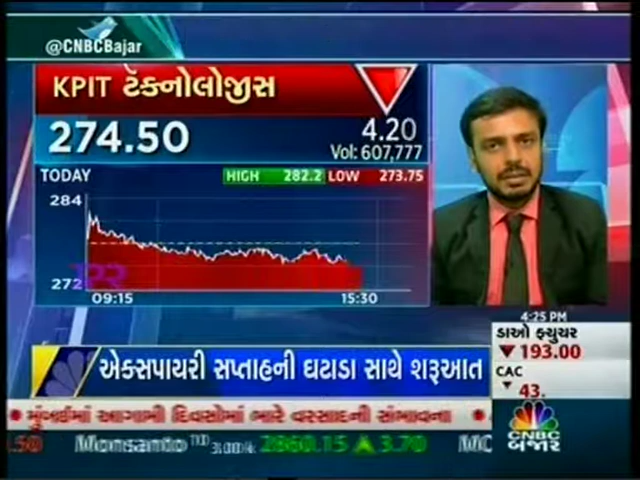 @CNBCBajar
KPIT ટૅક્નોલોજીસ
274.50
4.20
Vol: 607,777
TODAY
HIGH 282.2 LOW 273.75
284
272
09:15
15:30
4:25 PM
ડાઓ ફ્યુચર
193.00
CAC
43.
એક્સપાયરી સપ્તાહની ઘટાડા સાથે શરૂઆત
મુંબઈમાં આગામી દિવસોમાં ભારે વરસાદની સંભાવના
.50 Monsanto 2860.15 3.70 MC
CNBC
બજાર